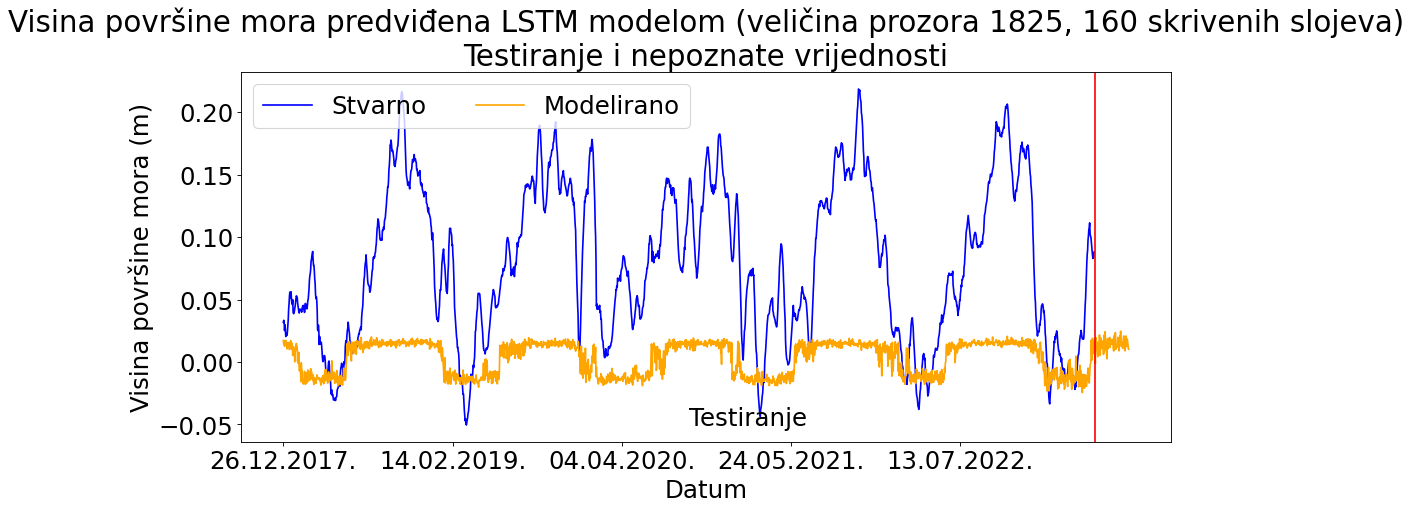 Visina površine mora predviđena LSTM modelom (veličina prozora 1825, 160 skrivenih slojeva)
Testiranje i nepoznate vrijednosti
Stvarno
Modelirano
Visina površine mora (m)
0.20
0.15
0.10
0.05
0.00
−0.05
Testiranje
26.12.2017.
14.02.2019.
04.04.2020.
24.05.2021.
13.07.2022.
Datum